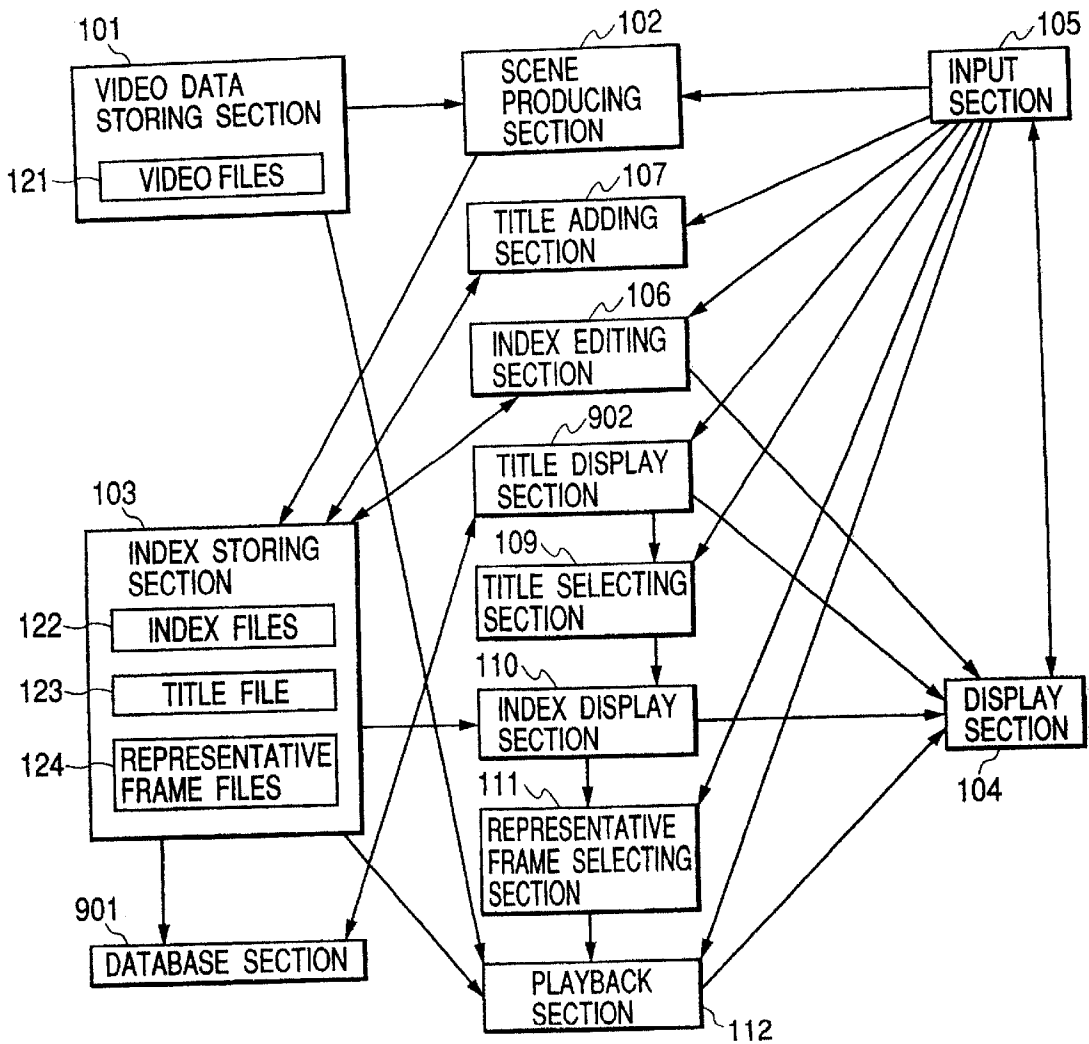 101
VIDEO DATA
STORING SECTION
121
VIDEO FILES
102
SCENE
PRODUCING
SECTION
105
INPUT
SECTION
107
TITLE ADDING
SECTION
106
INDEX EDITING
SECTION
902
TITLE DISPLAY
SECTION
103
INDEX STORING
SECTION
122
INDEX FILES
123
TITLE FILE
124
REPRESENTATIVE
FRAME FILES
109
TITLE SELECTING
SECTION
110
INDEX DISPLAY
SECTION
DISPLAY
SECTION
104
111
REPRESENTATIVE
FRAME SELECTING
SECTION
901
DATABASE SECTION
PLAYBACK
SECTION
112